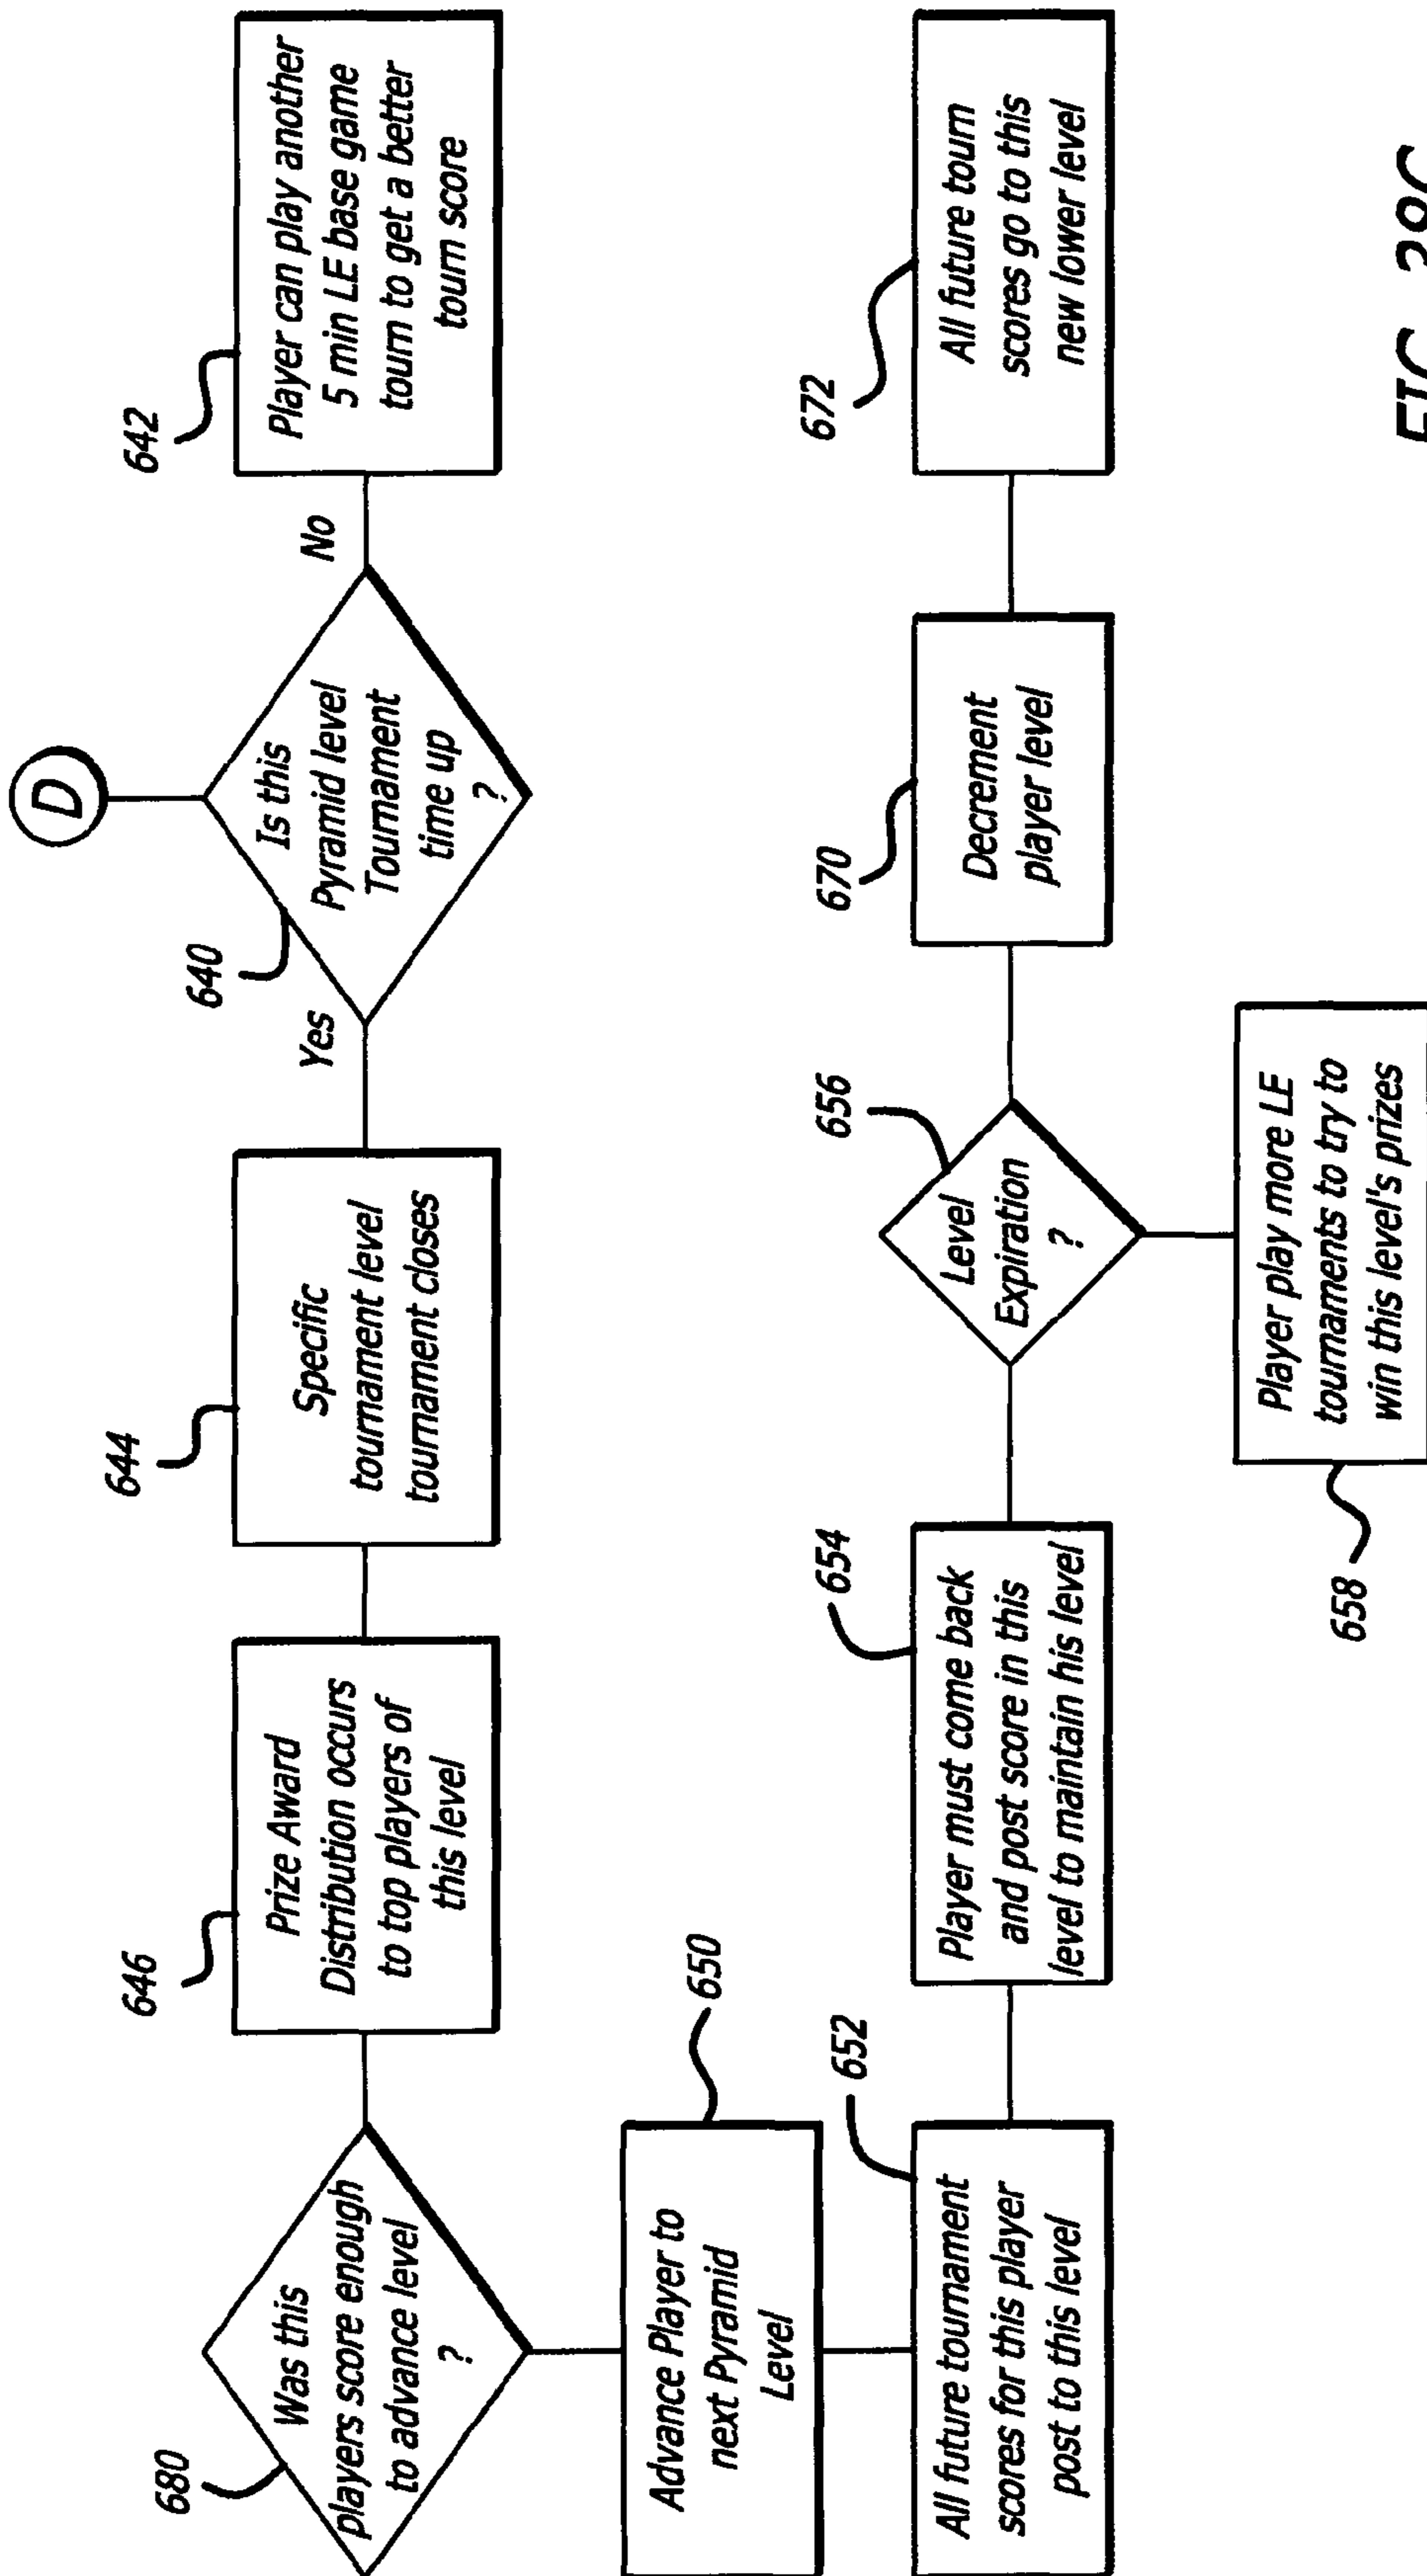 D
680
Was this
players score enough
to advance level
?
646
Prize Award
Distribution occurs
to top players of
this level
644
Specific
tournament level
tournament closes
Yes
640
Is this
Pyramid level
Tournament
time up
?
No
642
Player can play another
5 min LE base game
tourn to get a better
tourn score
650
Advance Player to
next Pyramid
Level
652
All future tournament
scores for this player
post to this level
654
Player must come back
and post score in this
level to maintain his level
656
Level
Expiration
?
670
Decrement
player level
672
All future tourn
scores go to this
new lower level
658
Player play more LE
tournaments to try to
win this level's prizes
FIG.